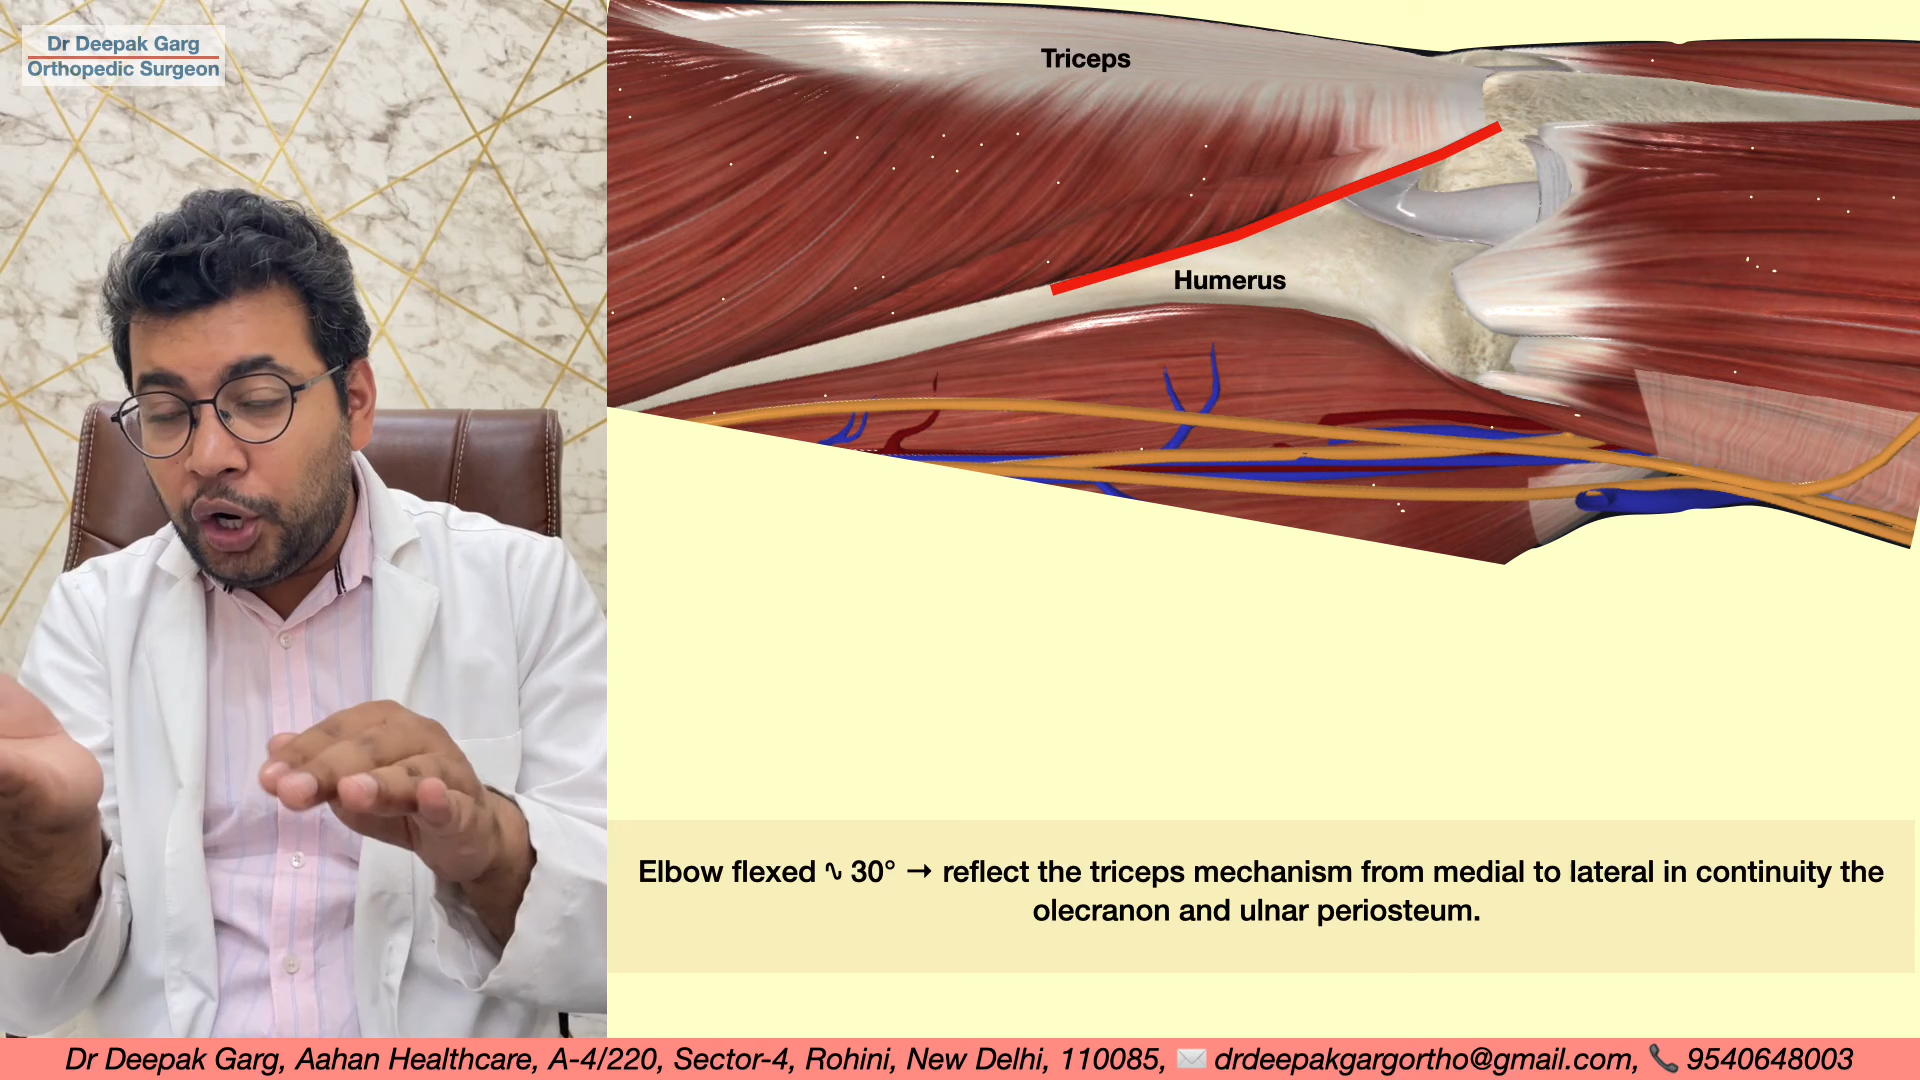 Dr Deepak Garg
Orthopedic Surgeon
Triceps
Humerus
Elbow flexed ∿ 30° → reflect the triceps mechanism from medial to lateral in continuity the
olecranon and ulnar periosteum.
Dr Deepak Garg, Aahan Healthcare, A-4/220, Sector-4, Rohini, New Delhi, 110085, ✉️ drdeepakgargortho@gmail.com, 📞 9540648003